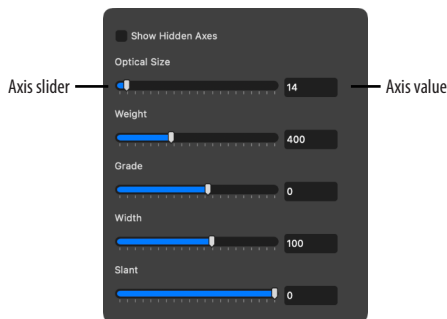 Show Hidden Axes
Optical Size
Axis slider
14
Axis value
Weight
400
Grade
0
Width
100
Slant
0